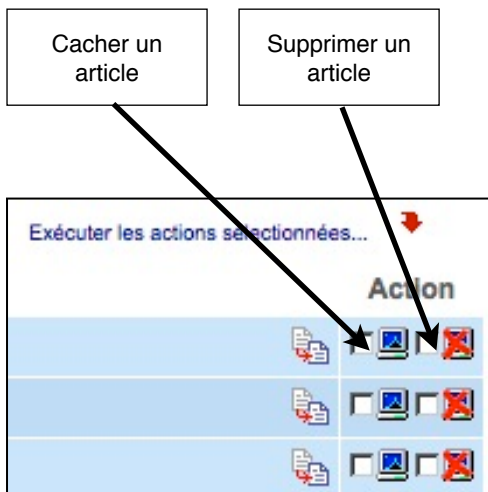 Cacher un
article
Supprimer un
article
Exécuter les actions sélectionnées...
Action